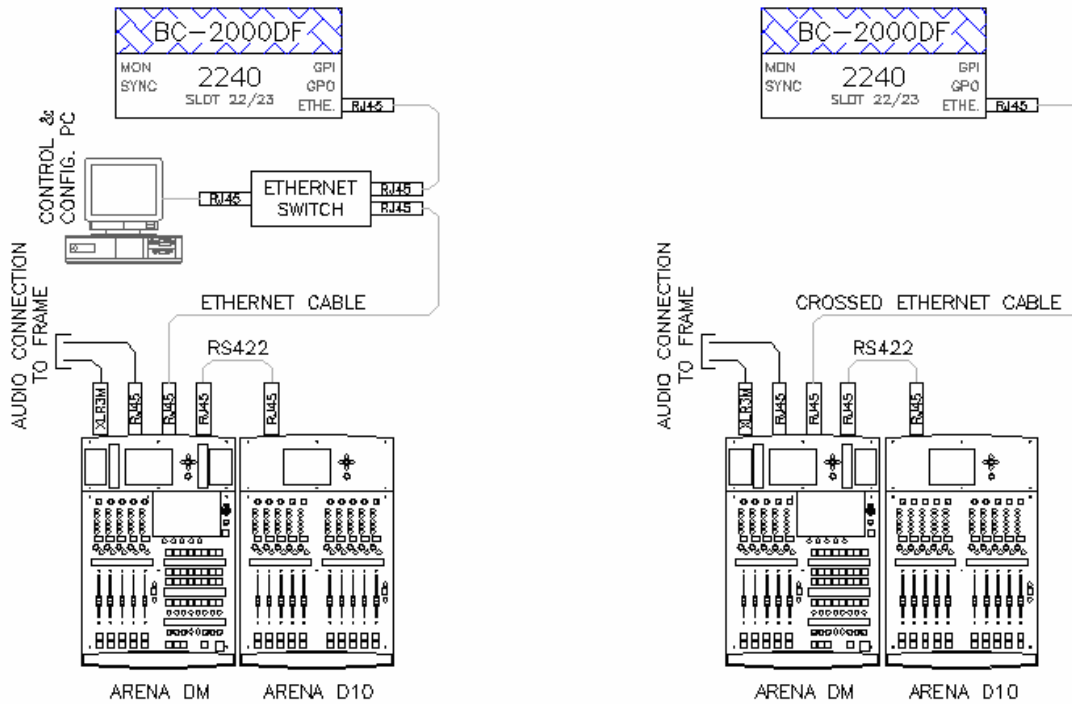 BC-2000DF
MON
SYNC
2240
SLOT 22/23
GPI
GPO
ETHE.
RJ45
CONTROL &
CONFIG. PC
RJ45
ETHERNET
SWITCH
RJ45
RJ45
AUDIO CONNECTION
TO FRAME
ETHERNET CABLE
RS422
XLR3M
RJ45
RJ45
RJ45
RJ45
ARENA DM
ARENA D10
BC-2000DF
MON
SYNC
2240
SLOT 22/23
GPI
GPO
ETHE.
RJ45
AUDIO CONNECTION
TO FRAME
CROSSED ETHERNET CABLE
RS422
XLR3M
RJ45
RJ45
RJ45
RJ45
ARENA DM
ARENA D10